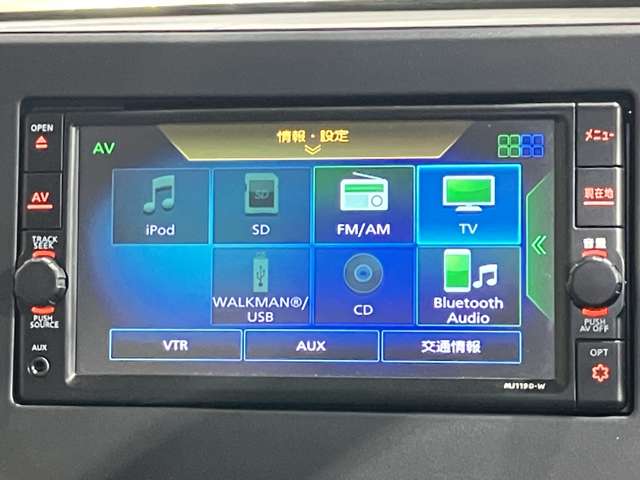 OPEN
AV
TRACK
SEEK
PUSH
SOURCE
AUX
AV
情報・設定
iPod
SD
SD
FM/AM
TV
WALKMAN®/
USB
CD
Bluetooth
Audio
VTR
AUX
交通情報
MJ119D-W
メニュー
現在地
音量
PUSH
AV OFF
OPT